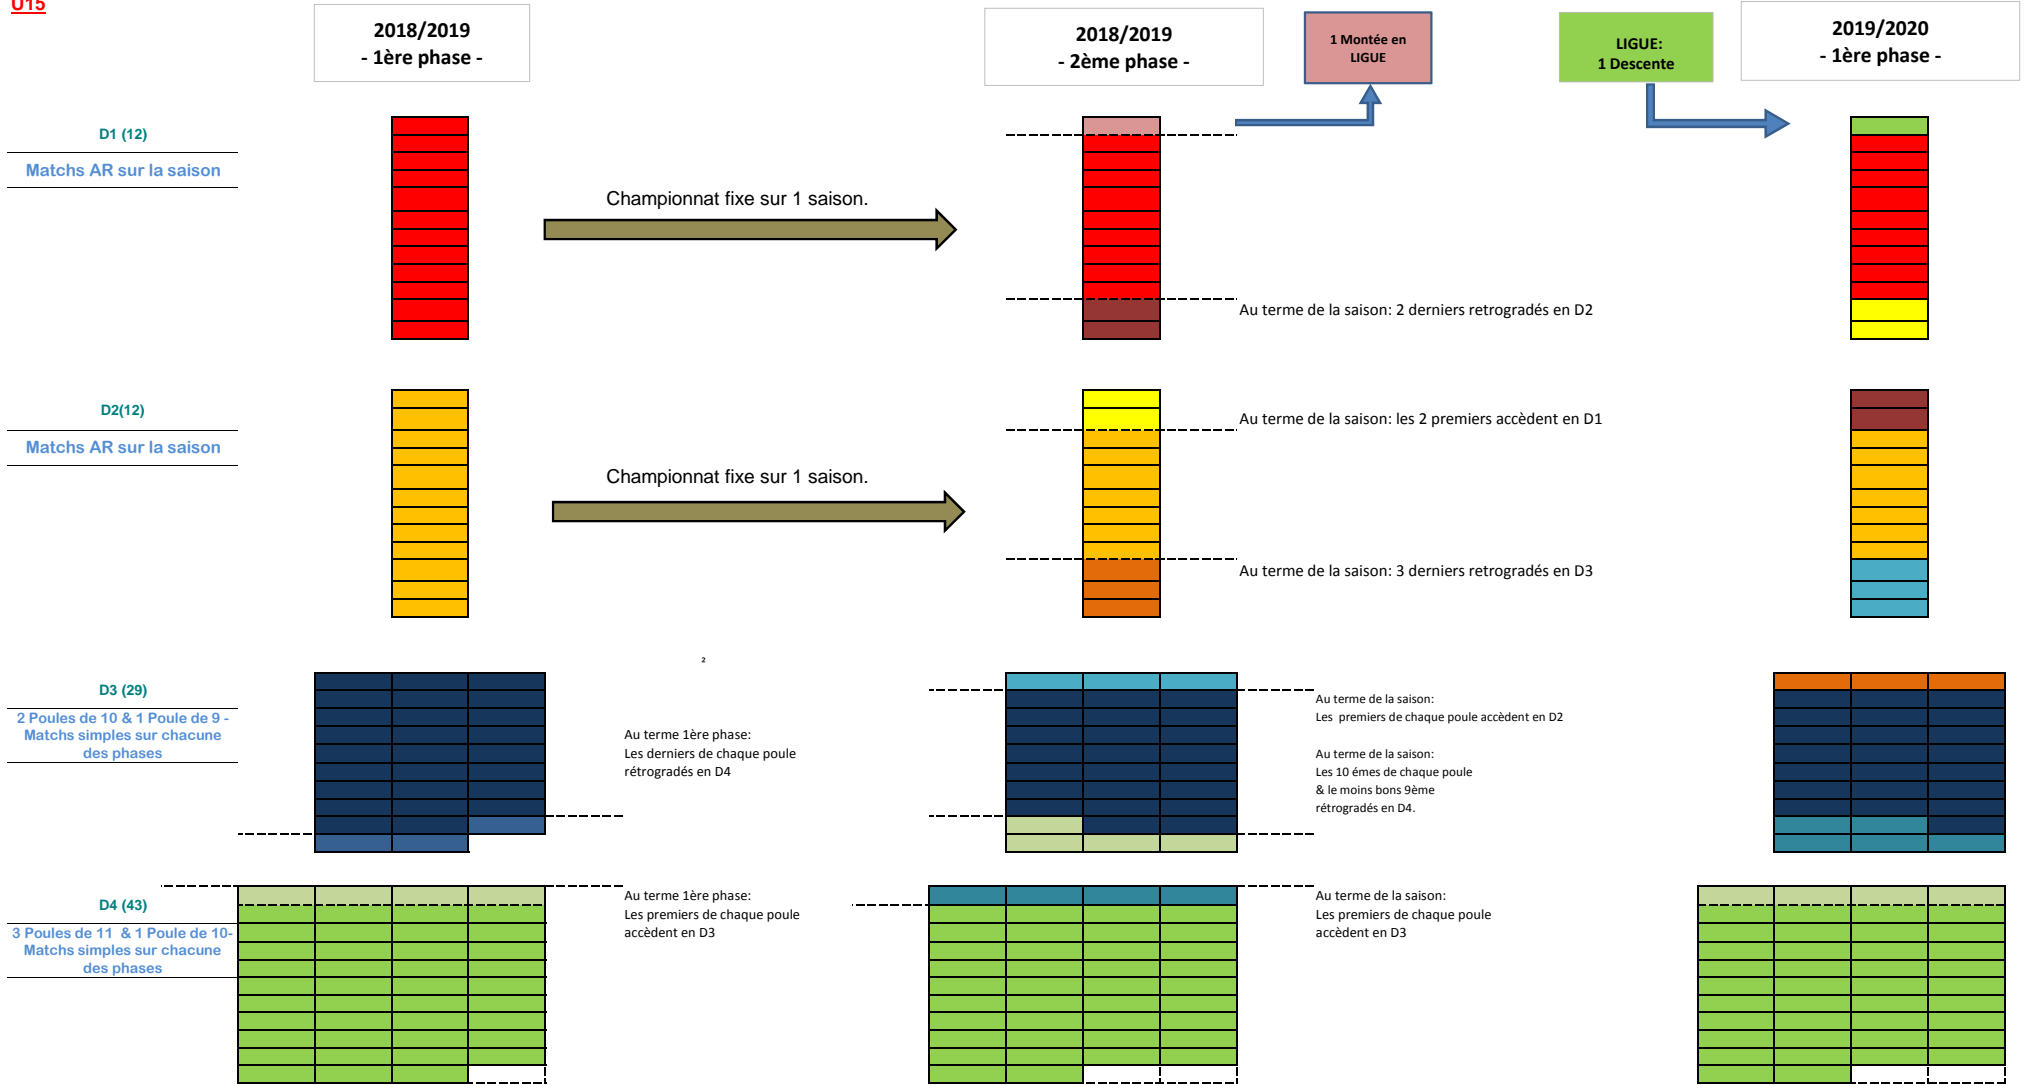 U15
2018/2019
- 1ère phase -
2018/2019
- 2ème phase -
1 Montée en
LIGUE
LIGUE:
1 Descente
2019/2020
- 1ère phase -
D1 (12)
Matchs AR sur la saison
Championnat fixe sur 1 saison.
Au terme de la saison: 2 derniers retrogradés en D2
D2(12)
Matchs AR sur la saison
Championnat fixe sur 1 saison.
Au terme de la saison: les 2 premiers accèdent en D1
Au terme de la saison: 3 derniers retrogradés en D3
2
D3 (29)
2 Poules de 10 & 1 Poule de 9 -
Matchs simples sur chacune
des phases
Au terme 1ère phase:
Les derniers de chaque poule
rétrogradés en D4
Au terme de la saison:
Les  premiers de chaque poule accèdent en D2
Au terme de la saison:
Les 10 émes de chaque poule
& le moins bons 9ème
rétrogradés en D4.
D4 (43)
3 Poules de 11  & 1 Poule de 10-
Matchs simples sur chacune
des phases
Au terme 1ère phase:
Les premiers de chaque poule
accèdent en D3
Au terme de la saison:
Les premiers de chaque poule
accèdent en D3